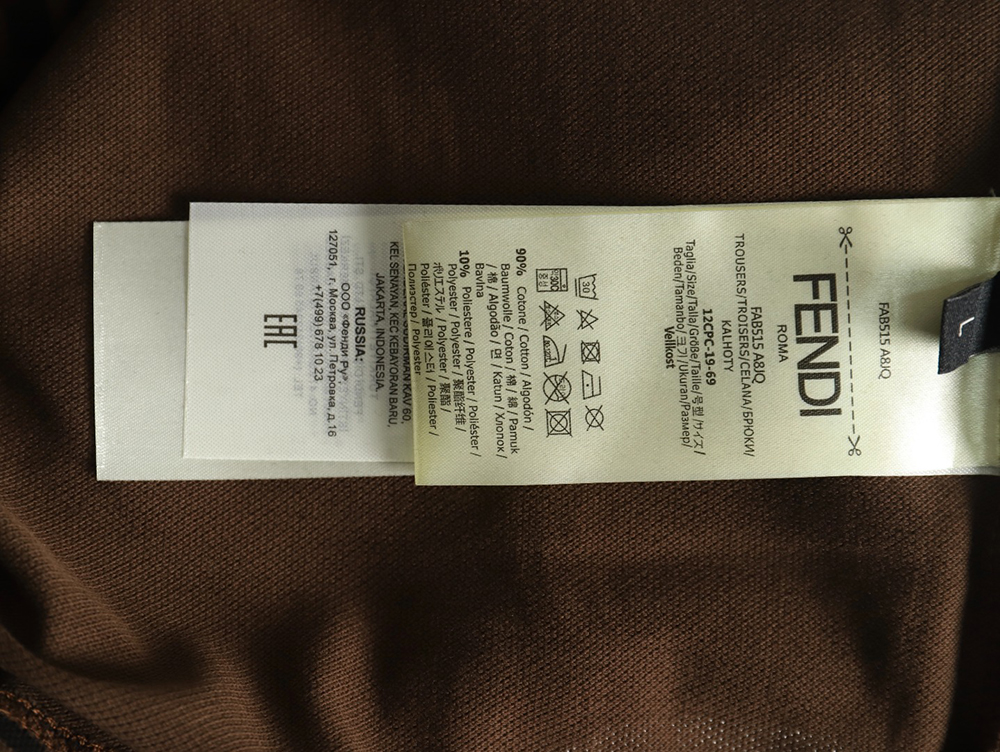 FAB515 A8JQ
L
FENDI
ROMA
FAB515 A8JQ
TROUSERS/TROISERS/CELANA/БРЮКИ/
KALHOTY
12CPC-19-69
Taglia/Size/Talla/Größe/Taille/号型/サイズ/
Beden/Tamanho/크기/Ukuran/Размер/
Velikost
30
90% Cotone / Cotton / Algodón /
Baumwolle / Coton / 棉 / 綿 / Pamuk
/ 棉 / Algodão / 면 / Katun / Хлопок /
Bavlna
10% Poliestere / Polyester / Poliéster /
Polyester / Polyester / 聚酯纤维 /
ポリエステル / Polyester / 聚酯 /
Poliéster / 폴리에스터 / Poliester /
Полиэстер / Polyester
KAV 60,
KEL SENAYAN, KEC KEBAYORAN BARU,
JAKARTA, INDONESIA.
RUSSIA:
ООО «Фенди Ру»,
127051, г. Москва, ул. Петровка, д. 16
+7(499) 678 10 23
EAC